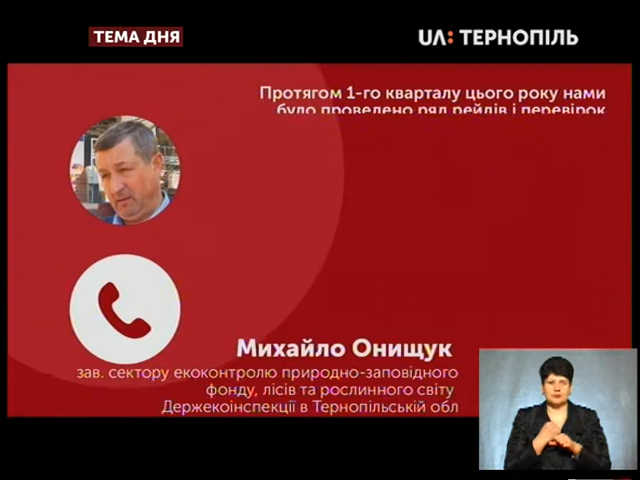 ТЕМА ДНЯ
UA: ТЕРНОПІЛЬ
Протягом 1-го кварталу цього року нами
було проведено ряд рейдів і перевірок
Михайло Онищук
зав. сектору екоконтролю природно-заповідного
фонду, лісів та рослинного світу
Держекоінспекції в Тернопільській обл